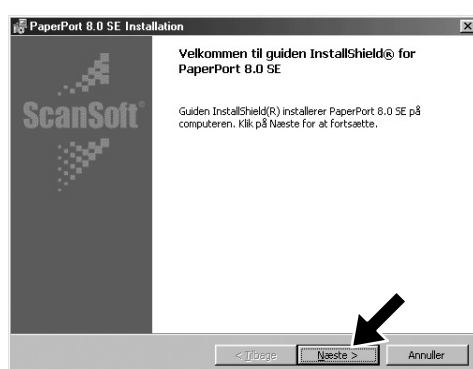 PaperPort 8.0 SE Installation
Velkommen til guiden InstallShield® for
PaperPort 8.0 SE
ScanSoft®
Guiden InstallShield(R) installerer PaperPort 8.0 SE på
computeren. Klik på Næste for at fortsætte.
< Tilbage
Næste >
Annuller